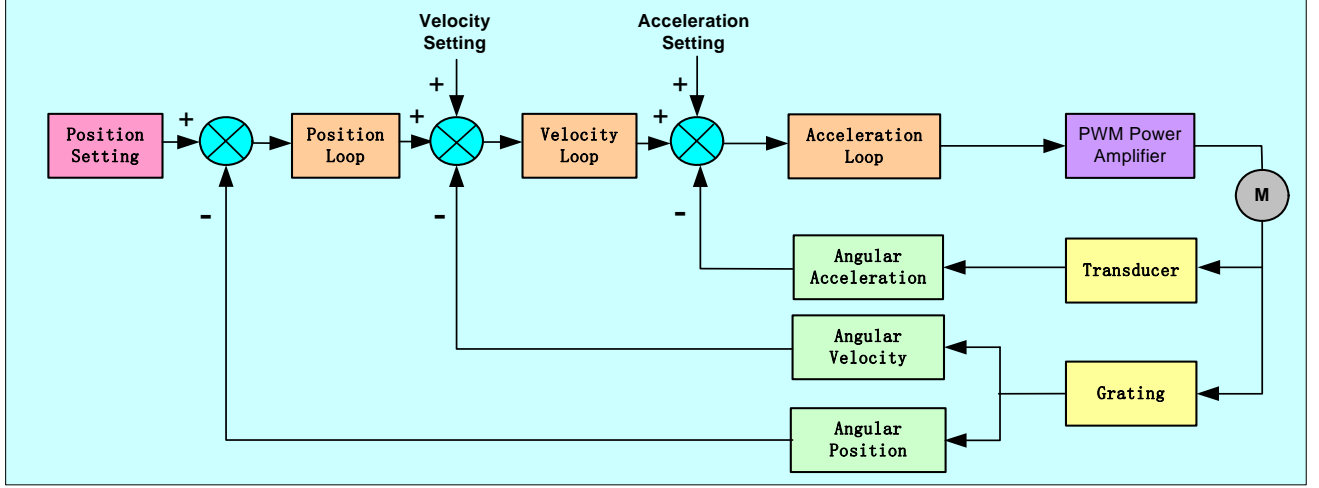 Velocity
Setting
Acceleration
Setting
+
+
Position
Setting
+
Position
Loop
+
Velocity
Loop
+
Acceleration
Loop
PWM Power
Amplifier
M
-
-
-
Angular
Acceleration
Transducer
Angular
Velocity
Grating
Angular
Position